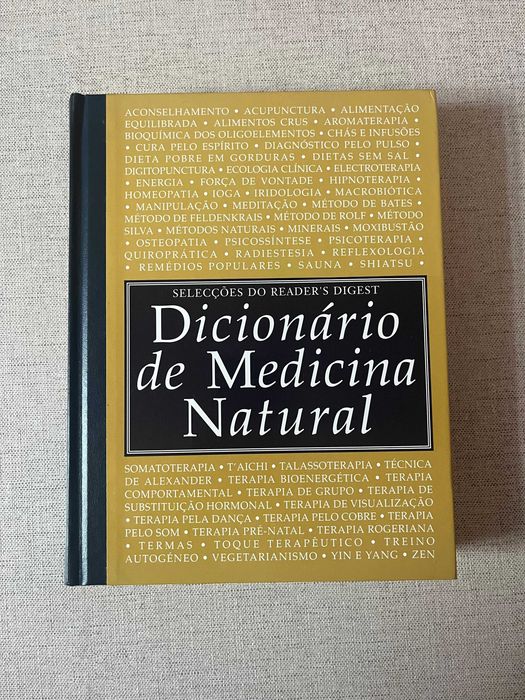 ACONSELHAMENTO • ACUPUNCTURA • ALIMENTAÇÃO
EQUILIBRADA • ALIMENTOS CRUS • AROMATERAPIA •
BIOQUÍMICA DOS OLIGOELEMENTOS • CHÁS E INFUSÕES
• CURA PELO ESPÍRITO • DIAGNÓSTICO PELO PULSO •
DIETA POBRE EM GORDURAS • DIETAS SEM SAL •
DIGITOPUNCTURA • ECOLOGIA CLÍNICA • ELECTROTERAPIA
• ENERGIA • FORÇA DE VONTADE • HIPNOTERAPIA •
HOMEOPATIA • IOGA • IRIDOLOGIA • MACROBIÓTICA
• MANIPULAÇÃO • MEDITAÇÃO • MÉTODO DE BATES •
MÉTODO DE FELDENKRAIS • MÉTODO DE ROLF • MÉTODO
SILVA • MÉTODOS NATURAIS • MINERAIS • MOXIBUSTÃO
• OSTEOPATIA • PSICOSSÍNTESE • PSICOTERAPIA •
QUIROPRÁTICA • RADIESTESIA • REFLEXOLOGIA
• REMÉDIOS POPULARES • SAUNA • SHIATSU •
SELECÇÕES DO READER'S DIGEST
Dicionário
de Medicina
Natural
SOMATOTERAPIA • T'AICHI • TALASSOTERAPIA • TÉCNICA
DE ALEXANDER • TERAPIA BIOENERGÉTICA • TERAPIA
COMPORTAMENTAL • TERAPIA DE GRUPO • TERAPIA DE
SUBSTITUIÇÃO HORMONAL • TERAPIA DE VISUALIZAÇÃO
• TERAPIA PELA DANÇA • TERAPIA PELO COBRE • TERAPIA
PELO SOM • TERAPIA PRÉ-NATAL • TERAPIA ROGERIANA
• TERMAS • TOQUE TERAPÊUTICO • TREINO
AUTOGÉNEO • VEGETARIANISMO • YIN E YANG • ZEN